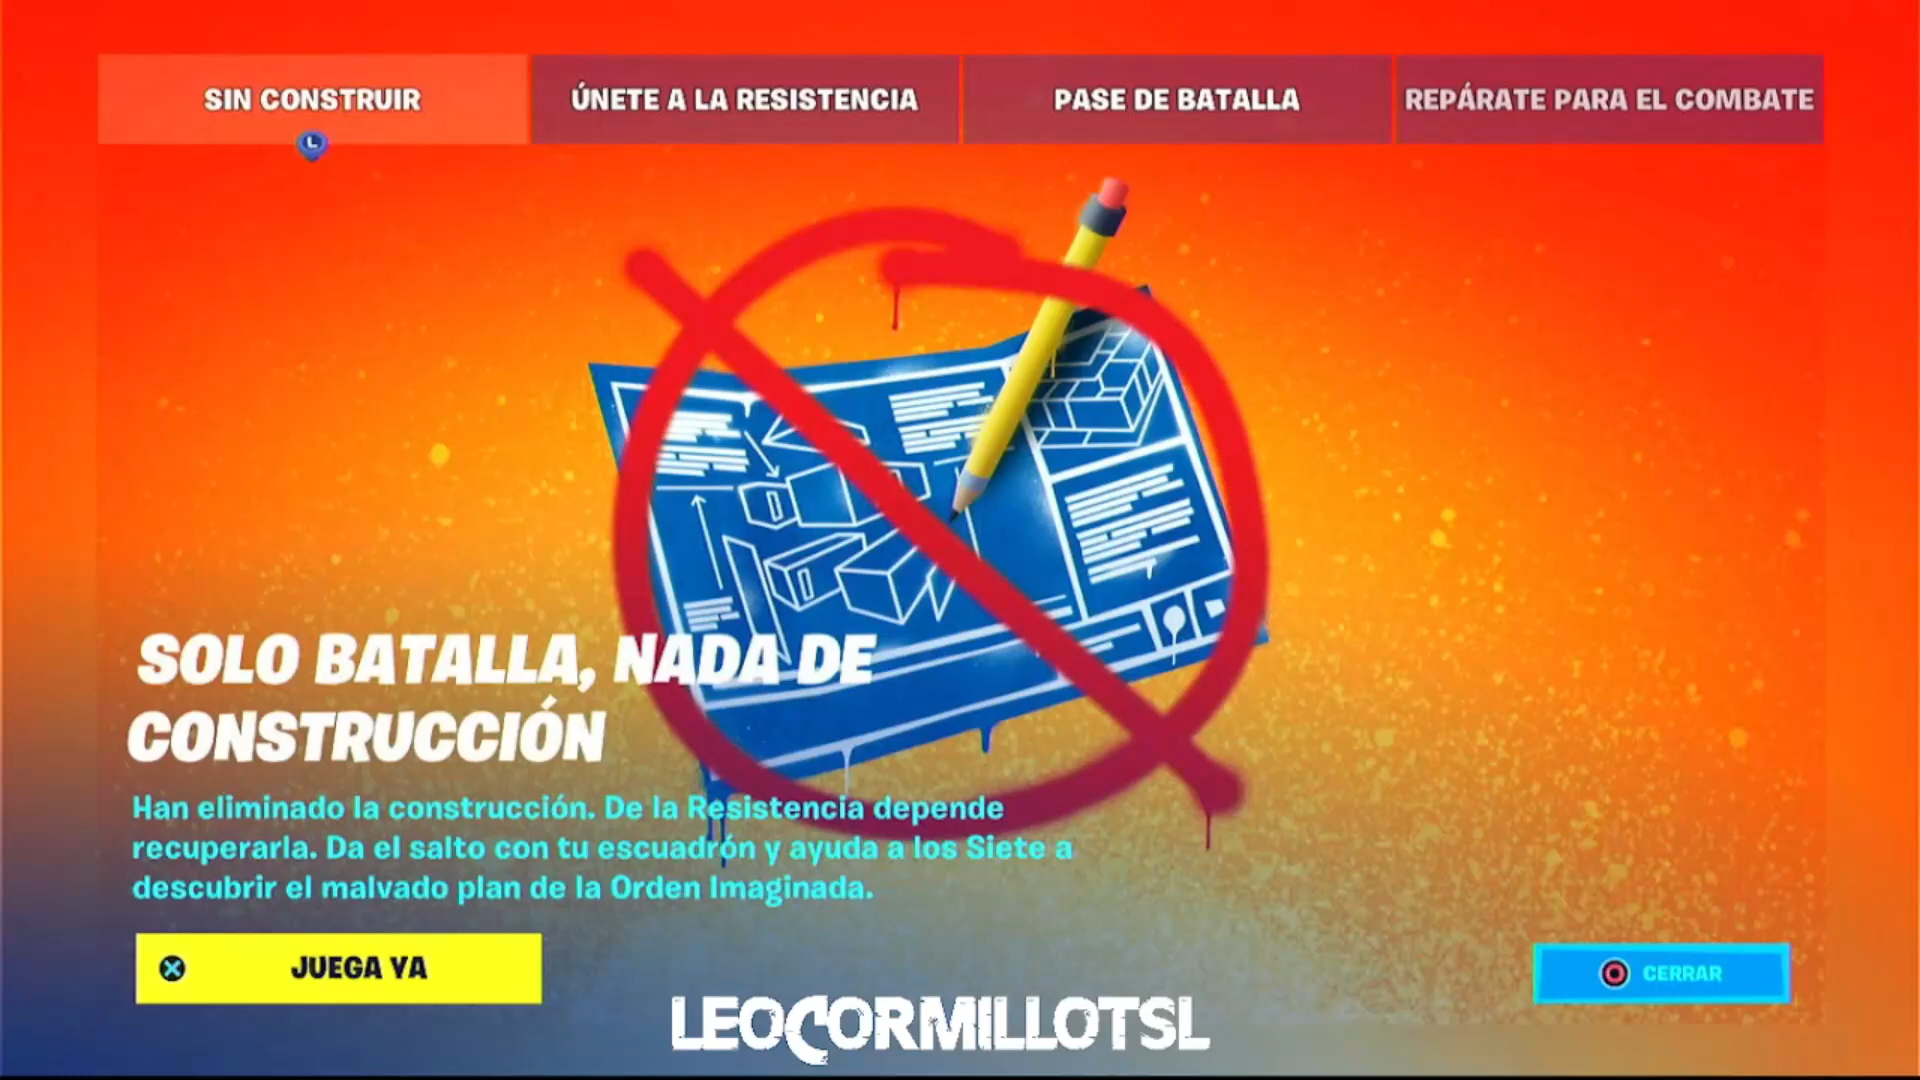 SIN CONSTRUIR
ÚNETE A LA RESISTENCIA
PASE DE BATALLA
REPÁRATE PARA EL COMBATE
L
SOLO BATALLA, NADA DE
CONSTRUCCIÓN
Han eliminado la construcción. De la Resistencia depende
recuperarla. Da el salto con tu escuadrón y ayuda a los Siete a
descubrir el malvado plan de la Orden Imaginada.
JUEGA YA
CERRAR
LEOCORMILLOTSL